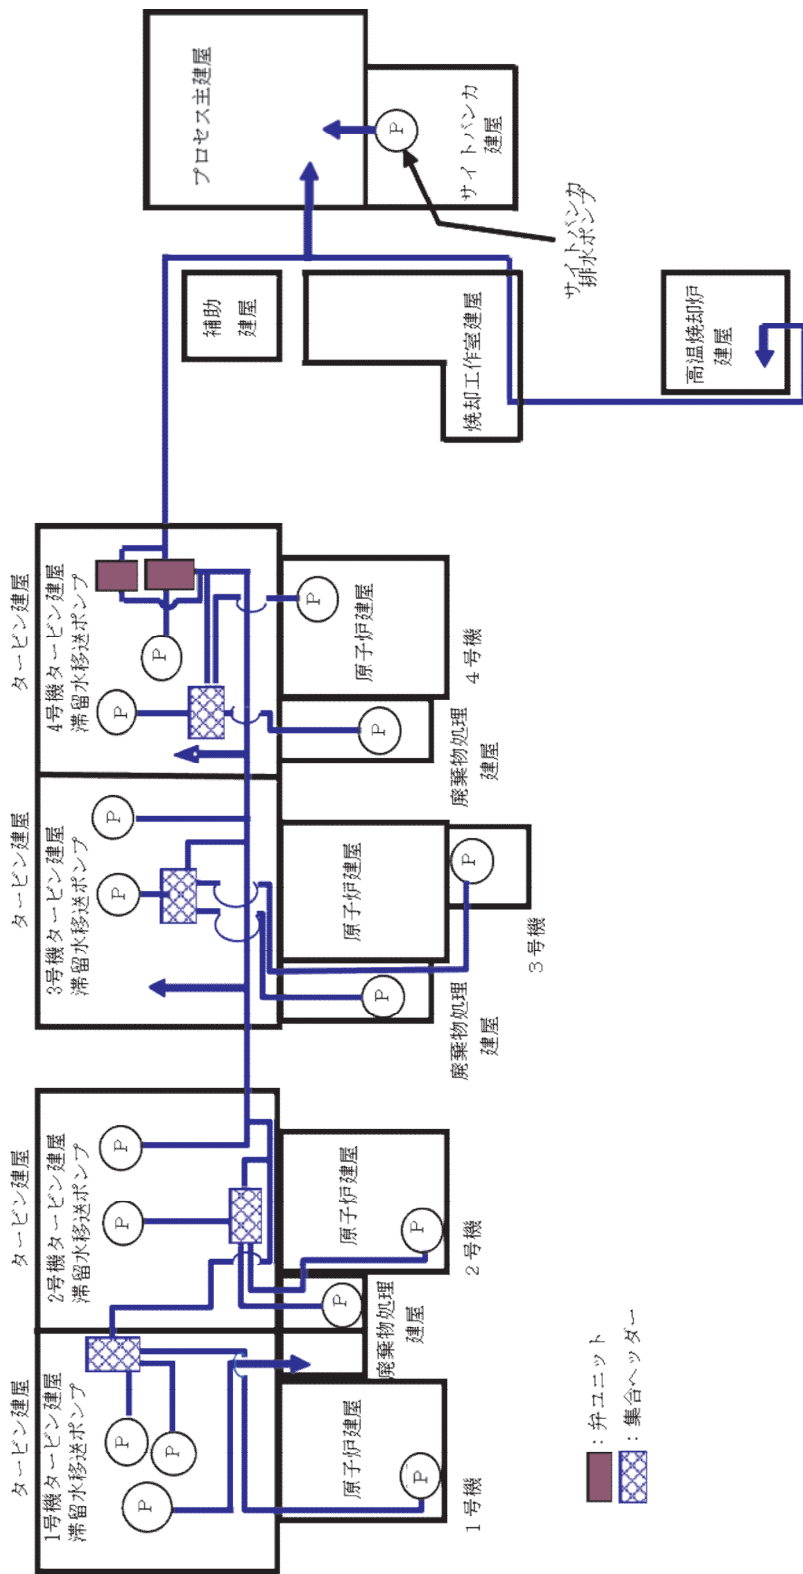 タービン建屋
1号機タービン建屋
滞留水移送ポンプ
P
P
P
原子炉建屋
P
1号機
タービン建屋
2号機タービン建屋
滞留水移送ポンプ
P
P
廃棄物処理
建屋
P
原子炉建屋
P
2号機
タービン建屋
3号機タービン建屋
滞留水移送ポンプ
P
P
廃棄物処理
建屋
P
原子炉建屋
P
3号機
タービン建屋
4号機タービン建屋
滞留水移送ポンプ
P
P
廃棄物処理
建屋
P
原子炉建屋
P
4号機
補助
建屋
焼却工作室建屋
プロセス主建屋
サイトバンカ
建屋
P
サイトバンカ
排水ポンプ
高温焼却炉
建屋
：弁ユニット
：集合ヘッダー